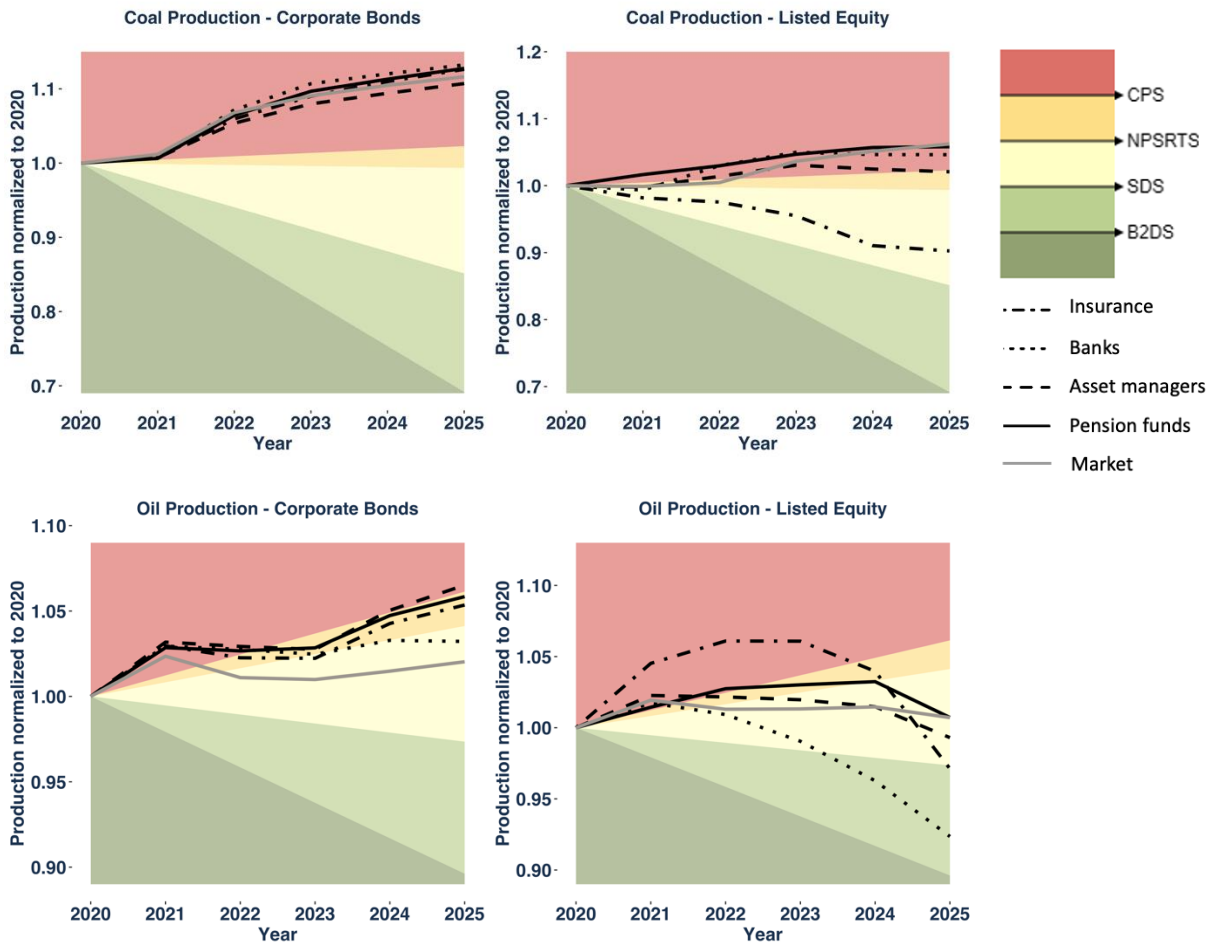 Coal Production - Corporate Bonds
Production normalized to 2020
1.1
1.0
0.9
0.8
0.7
2020 2021 2022 2023 2024 2025
Year
Coal Production - Listed Equity
Production normalized to 2020
1.2
1.1
1.0
0.9
0.8
0.7
2020 2021 2022 2023 2024 2025
Year
CPS
NPSRTS
SDS
B2DS
Insurance
Banks
Asset managers
Pension funds
Market
Oil Production - Corporate Bonds
Production normalized to 2020
1.10
1.05
1.00
0.95
0.90
2020 2021 2022 2023 2024 2025
Year
Oil Production - Listed Equity
Production normalized to 2020
1.10
1.05
1.00
0.95
0.90
2020 2021 2022 2023 2024 2025
Year